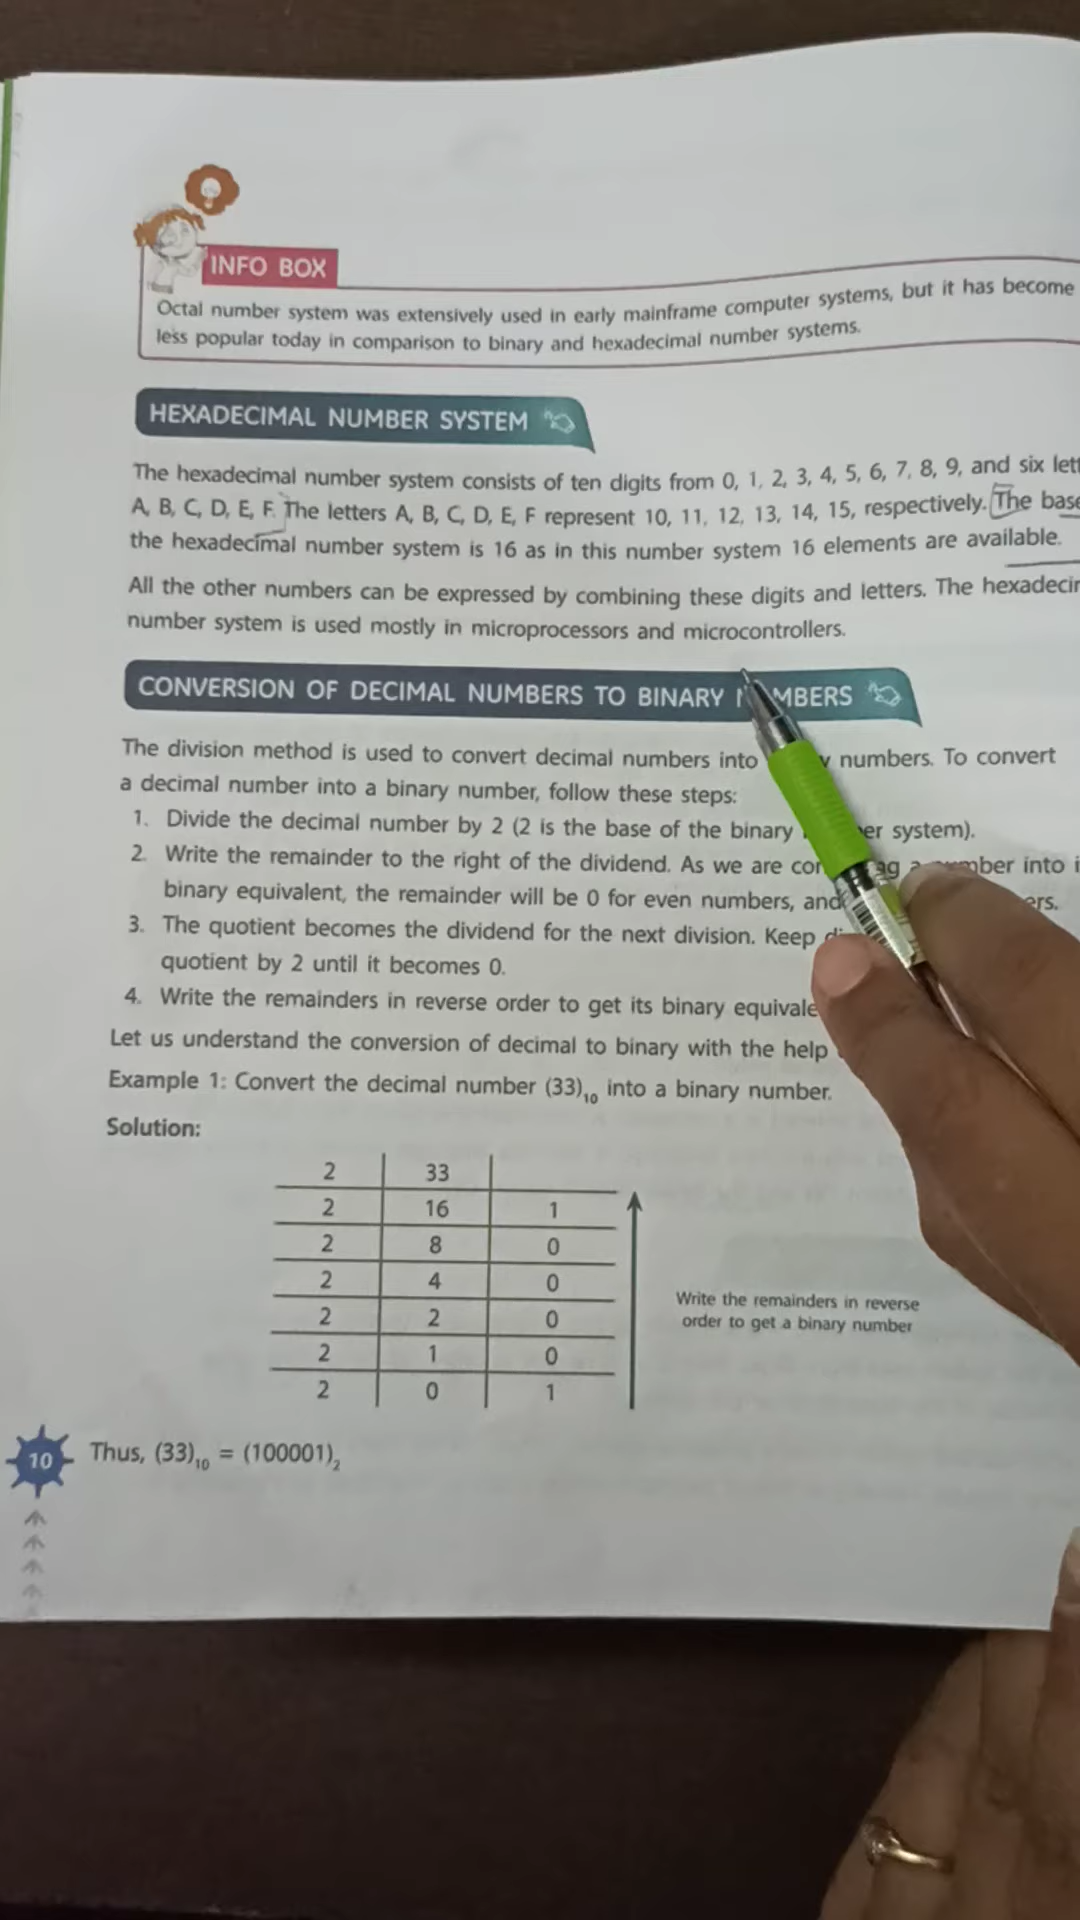 INFO BOX
Octal number system was extensively used in early mainframe computer systems, but it has become
less popular today in comparison to binary and hexadecimal number systems.
HEXADECIMAL NUMBER SYSTEM
The hexadecimal number system consists of ten digits from 0, 1, 2, 3, 4, 5, 6, 7, 8, 9, and six
A, B, C, D, E, F. The letters A, B, C, D, E, F represent 10, 11, 12, 13, 14, 15, respectively. The base
the hexadecimal number system is 16 as in this number system 16 elements are available.
All the other numbers can be expressed by combining these digits and letters. The
number system is used mostly in microprocessors and microcontrollers.
CONVERSION OF DECIMAL NUMBERS TO BINARY
The division method is used to convert decimal numbers into numbers. To convert
a decimal number into a binary number, follow these steps:
1. Divide the decimal number by 2 (2 is the base of the binary system).
2. Write the remainder to the right of the dividend. As we are into
binary equivalent, the remainder will be 0 for even numbers, and
3. The quotient becomes the dividend for the next division. Keep
quotient by 2 until it becomes 0.
4. Write the remainders in reverse order to get its binary
Let us understand the conversion of decimal to binary with the help
Example 1: Convert the decimal number (33)₁₀ into a binary number.
Solution:
2 33
2 16 1
2 8 0
2 4 0
2 2 0
2 1 0
2 0 1
Write the remainders in reverse
order to get a binary number
Thus, (33)₁₀ = (100001)₂
10